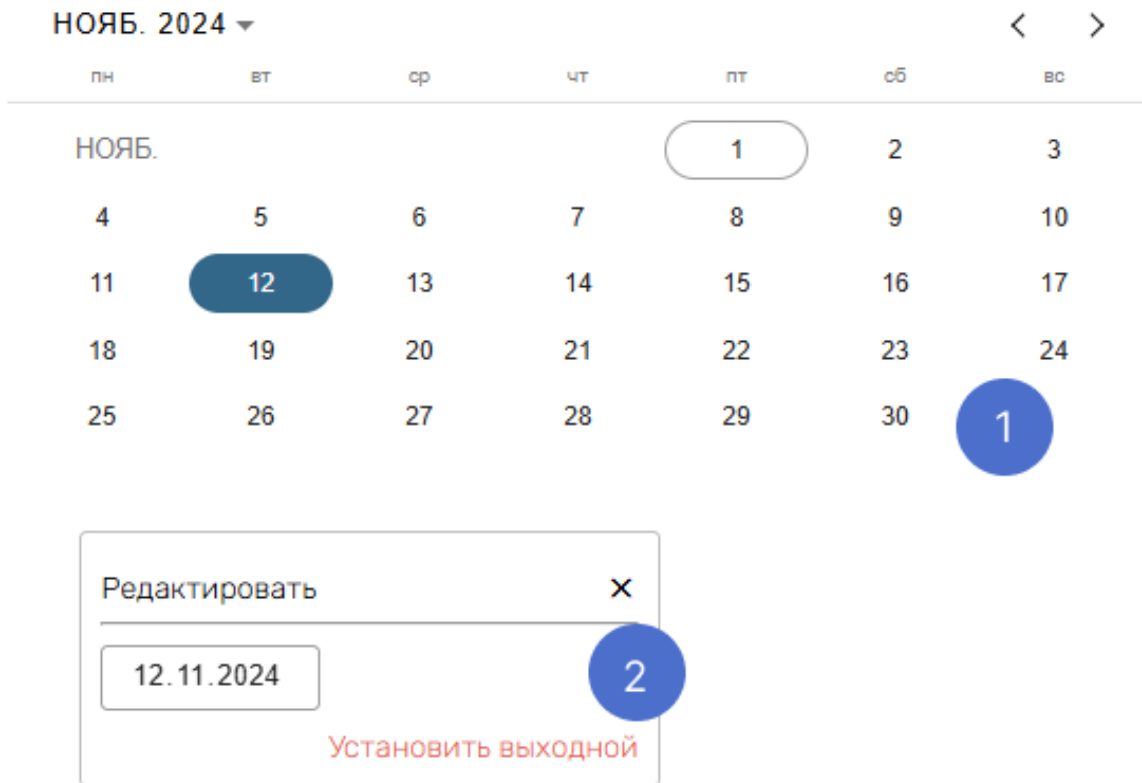 НОЯБ. 2024
пн вт ср чт пт сб вс
НОЯБ. 1 2 3
4 5 6 7 8 9 10
11 12 13 14 15 16 17
18 19 20 21 22 23 24
25 26 27 28 29 30 1
Редактировать
12.11.2024
2
Установить выходной